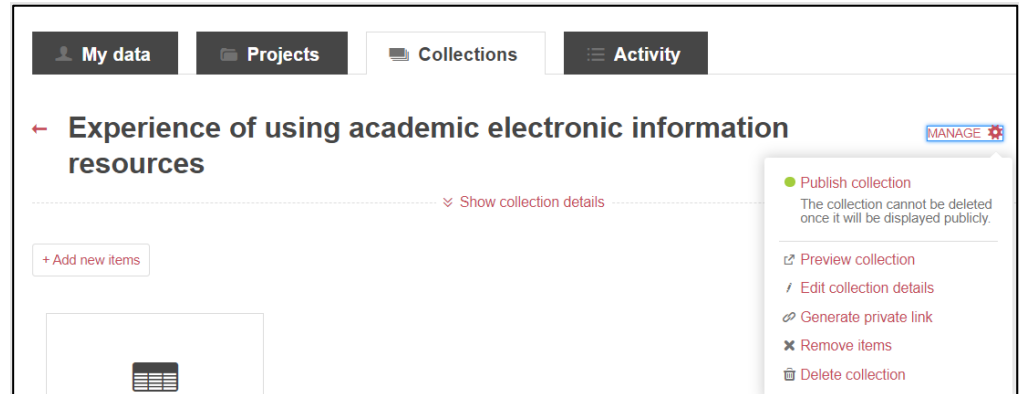 My data
Projects
Collections
Activity
Experience of using academic electronic information
resources
MANAGE
Show collection details
+ Add new items
Publish collection
The collection cannot be deleted
once it will be displayed publicly.
Preview collection
Edit collection details
Generate private link
Remove items
Delete collection